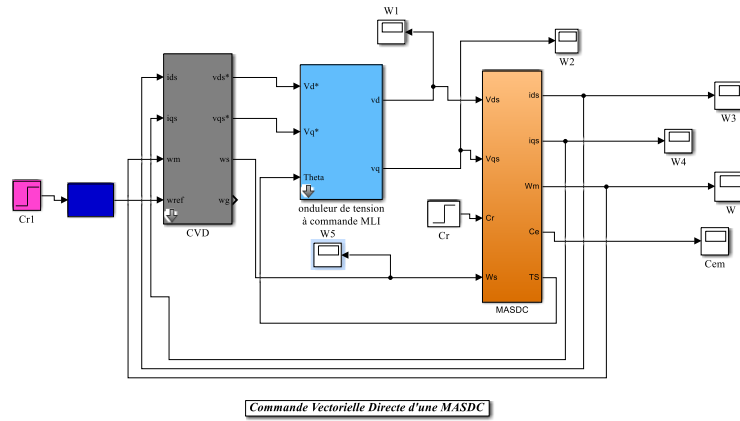 W1
W2
ids
vds*
iqs
vqs*
wm
ws
wref
wg
CVD
Cr1
Vd*
vd
Vq*
vq
Theta
onduleur de tension
à commande MLI
W5
Vds
ids
Vqs
iqs
Wm
Cr
Ce
Ws
TS
MASDC
Cr
W3
W4
W
Cem
Commande Vectorielle Directe d'une MASDC